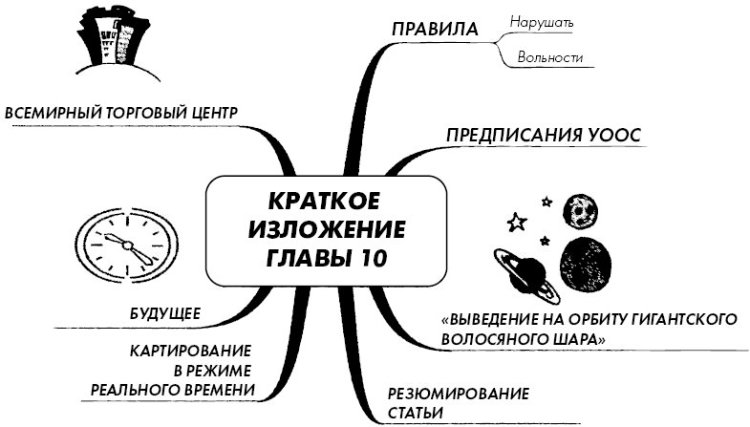 ПРАВИЛА
Нарушать
Вольности
ВСЕМИРНЫЙ ТОРГОВЫЙ ЦЕНТР
ПРЕДПИСАНИЯ УООС
КРАТКОЕ
ИЗЛОЖЕНИЕ
ГЛАВЫ 10
«ВЫВЕДЕНИЕ НА ОРБИТУ ГИГАНТСКОГО
ВОЛОСЯНОГО ШАРА»
БУДУЩЕЕ
КАРТИРОВАНИЕ
В РЕЖИМЕ
РЕАЛЬНОГО ВРЕМЕНИ
РЕЗЮМИРОВАНИЕ
СТАТЬИ